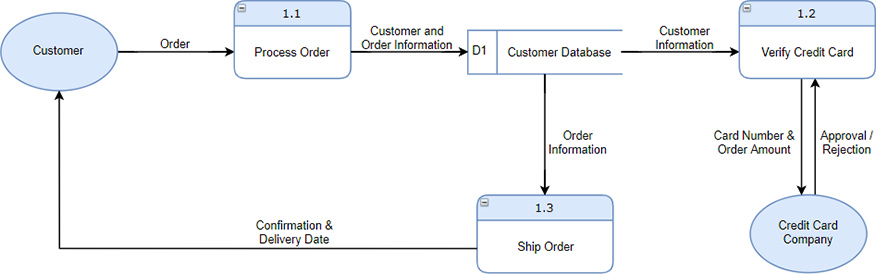 1.1
1.2
Customer
Order
Process Order
Customer and
Order Information
D1
Customer Database
Customer
Information
Verify Credit Card
Order
Information
Card Number &
Order Amount
Approval /
Rejection
1.3
Ship Order
Confirmation &
Delivery Date
Credit Card
Company